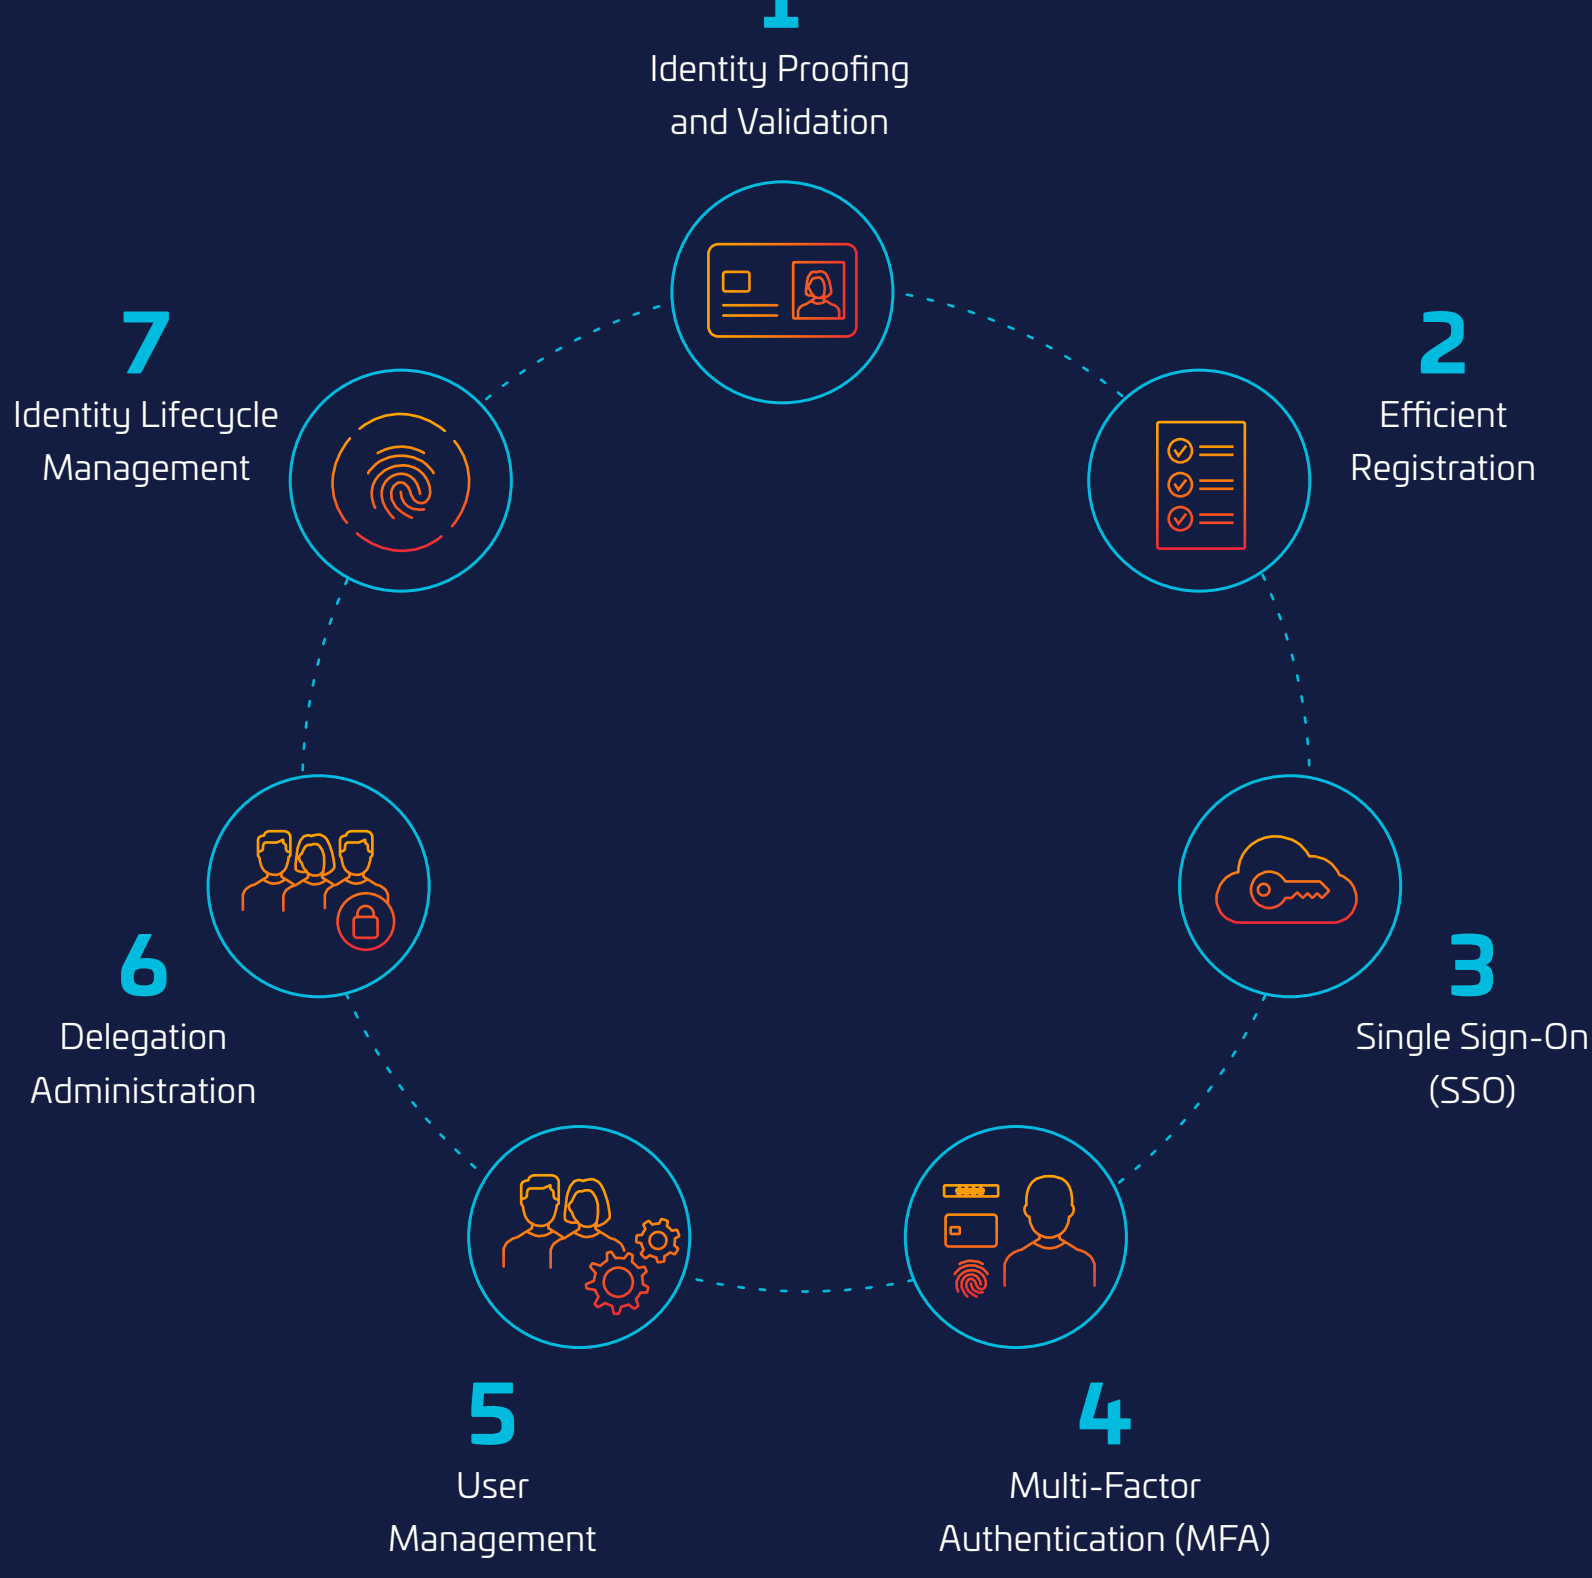 1
Identity Proofing
and Validation
2
Efficient
Registration
3
Single Sign-On
(SSO)
4
Multi-Factor
Authentication (MFA)
5
User
Management
6
Delegation
Administration
7
Identity Lifecycle
Management